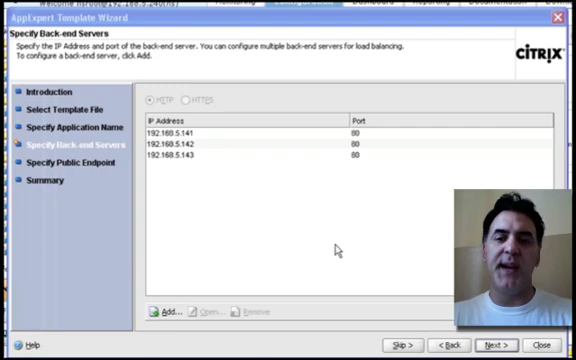 AppExpert Template Wizard
Specify Back-end Servers
Specify the IP Address and port of the back-end server. You can configure multiple back-end servers for load balancing.
To configure a back-end server, click Add.
CITRIX
Introduction
Select Template File
Specify Application Name
Specify Back-end Servers
Specify Public Endpoint
Summary
HTTP HTTPS
IP Address Port
192.168.5.141 80
192.168.5.142 80
192.168.5.143 80
Add... Open... Remove
Help Skip > < Back Next > Close